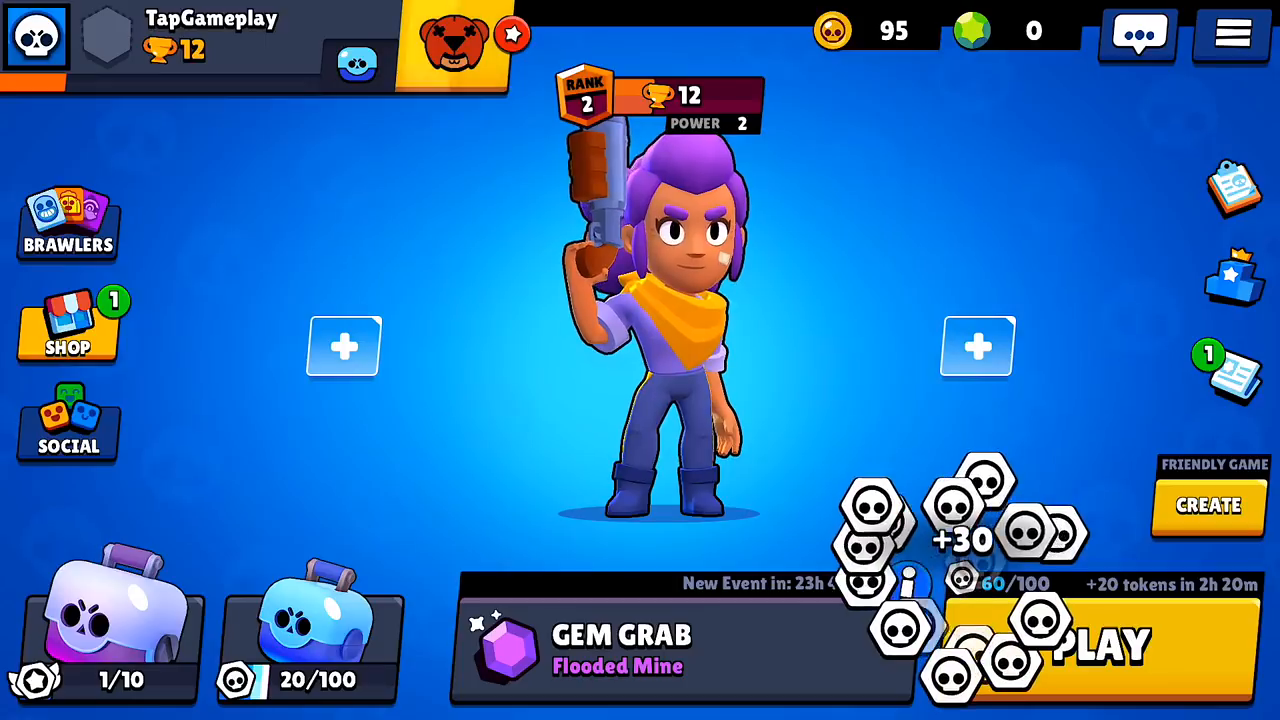 TapGameplay
12
95
0
RANK
2
12
POWER 2
BRAWLERS
1
SHOP
SOCIAL
1
FRIENDLY GAME
CREATE
+30
New Event in: 23h
60/100
+20 tokens in 2h 20m
GEM GRAB
Flooded Mine
PLAY
1/10
20/100